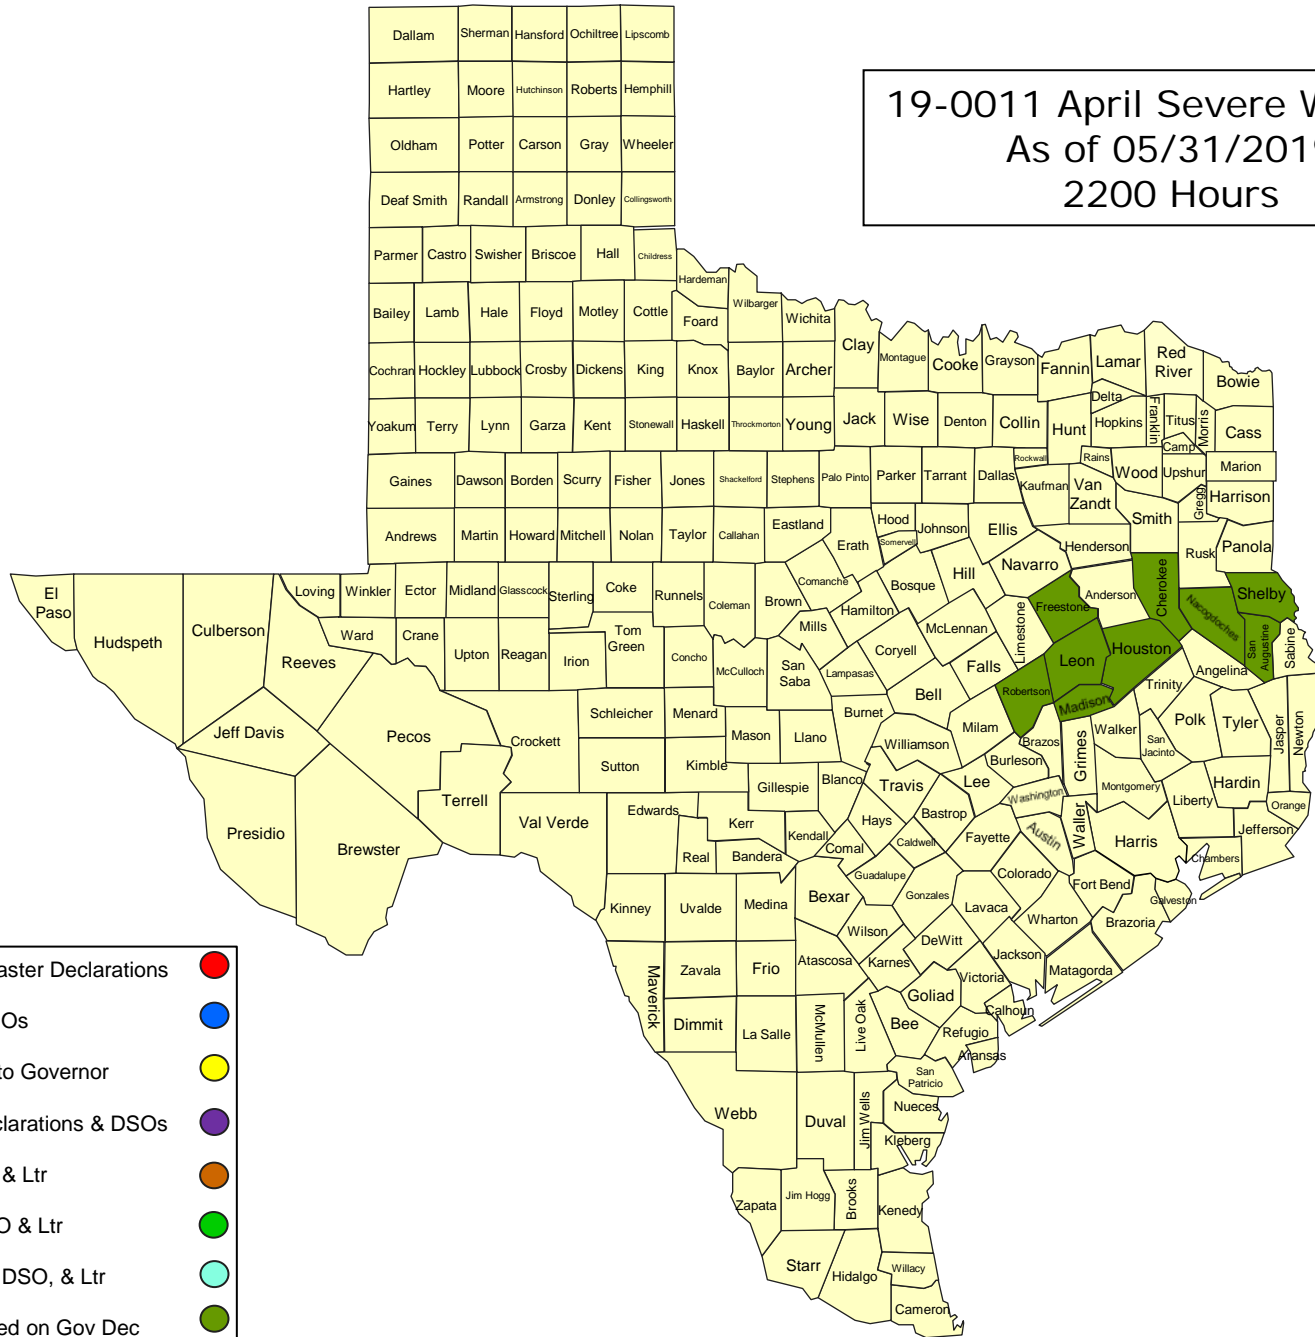 Dallam Sherman Hansford Ochiltree Lipscomb
Hartley Moore Hutchinson Roberts Hemphill
19-0011 April Severe
As of 05/31/201
2200 Hours
Oldham Potter Carson Gray Wheeler
Deaf Smith Randall Armstrong Donley Collingsworth
Parmer Castro Swisher Briscoe Hall Childress
Hardeman
Bailey Lamb Hale Floyd Motley Cottle Foard Wilbarger Wichita
Clay Montague Cooke Grayson Fannin Lamar Red River Bowie
Cochran Hockley Lubbock Crosby Dickens King Knox Baylor Archer
Delta Franklin Titus Morris Camp Cass
Yoakum Terry Lynn Garza Kent Stonewall Haskell Throckmorton Young Jack Wise Denton Collin Hunt Hopkins
Rockwall Rains Wood Upshur Marion
Gaines Dawson Borden Scurry Fisher Jones Shackelford Stephens Palo Pinto Parker Tarrant Dallas Kaufman Van Zandt Gregg Harrison
Andrews Martin Howard Mitchell Nolan Taylor Callahan Eastland Erath Hood Somervell Johnson Ellis Henderson Smith Rusk Panola
El Paso Hudspeth Culberson Loving Winkler Ector Midland Glasscock Sterling Coke Runnels Coleman Brown Comanche Hamilton Bosque Hill Navarro Freestone Anderson Cherokee Nacogdoches Shelby
Reeves Ward Crane Upton Reagan Irion Tom Green Concho McCulloch San Saba Mills Lampasas Coryell McLennan Limestone Falls Leon Houston Angelina San Augustine Sabine
Jeff Davis Pecos Crockett Schleicher Menard Mason Llano Burnet Bell Milam Robertson Madison Trinity Polk Tyler Jasper Newton
Presidio Brewster Terrell Val Verde Sutton Kimble Gillespie Blanco Williamson Travis Lee Burleson Brazos Grimes Walker San Jacinto
Edwards Kerr Real Bandera Kendall Comal Hays Caldwell Bastrop Fayette Washington Austin Waller Montgomery Harris Liberty Hardin Orange Jefferson Chambers
Kinney Uvalde Medina Bexar Guadalupe Gonzales Lavaca Colorado Wharton Fort Bend Brazoria Galveston
Maverick Zavala Frio Atascosa Wilson Karnes DeWitt Victoria Jackson Matagorda
Dimmit La Salle McMullen Live Oak Bee Goliad Refugio Calhoun Aransas
Webb Duval Jim Wells San Patricio Nueces Kleberg
Zapata Jim Hogg Brooks Kenedy
Starr Hidalgo Willacy
Cameron
Declarations
to Governor
& DSOs
& Ltr
& Ltr
DSO, & Ltr
on Gov Dec